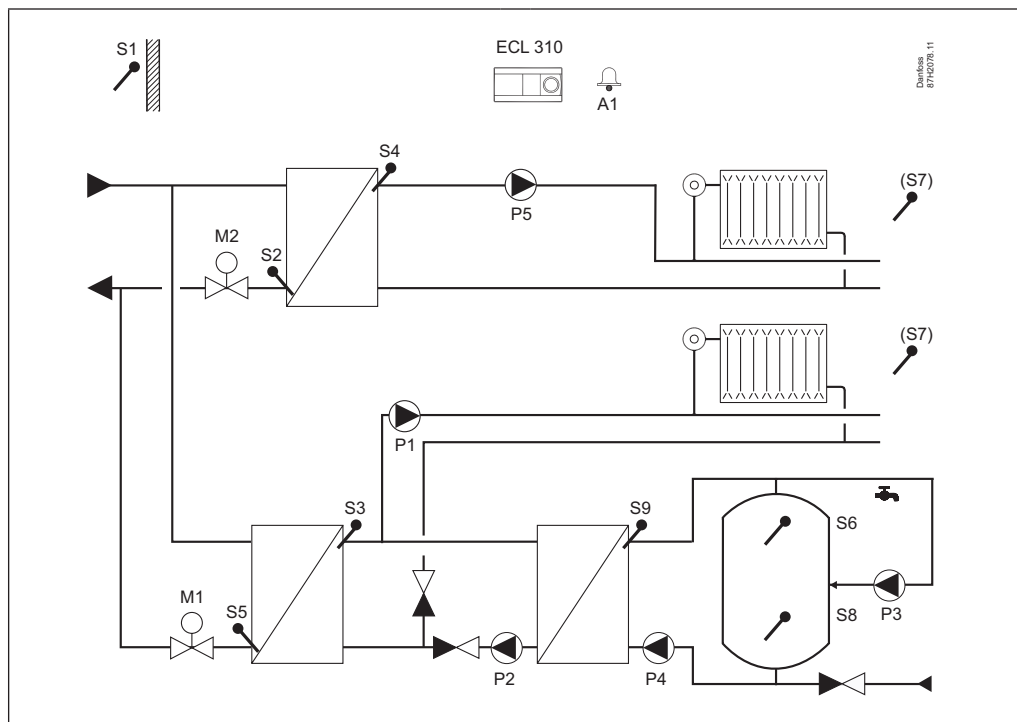 S1
ECL 310
A1
Danfoss
87H2078.11
S4
P5
(S7)
M2
S2
(S7)
P1
S3
S9
S6
M1
S5
S8
P3
P2
P4